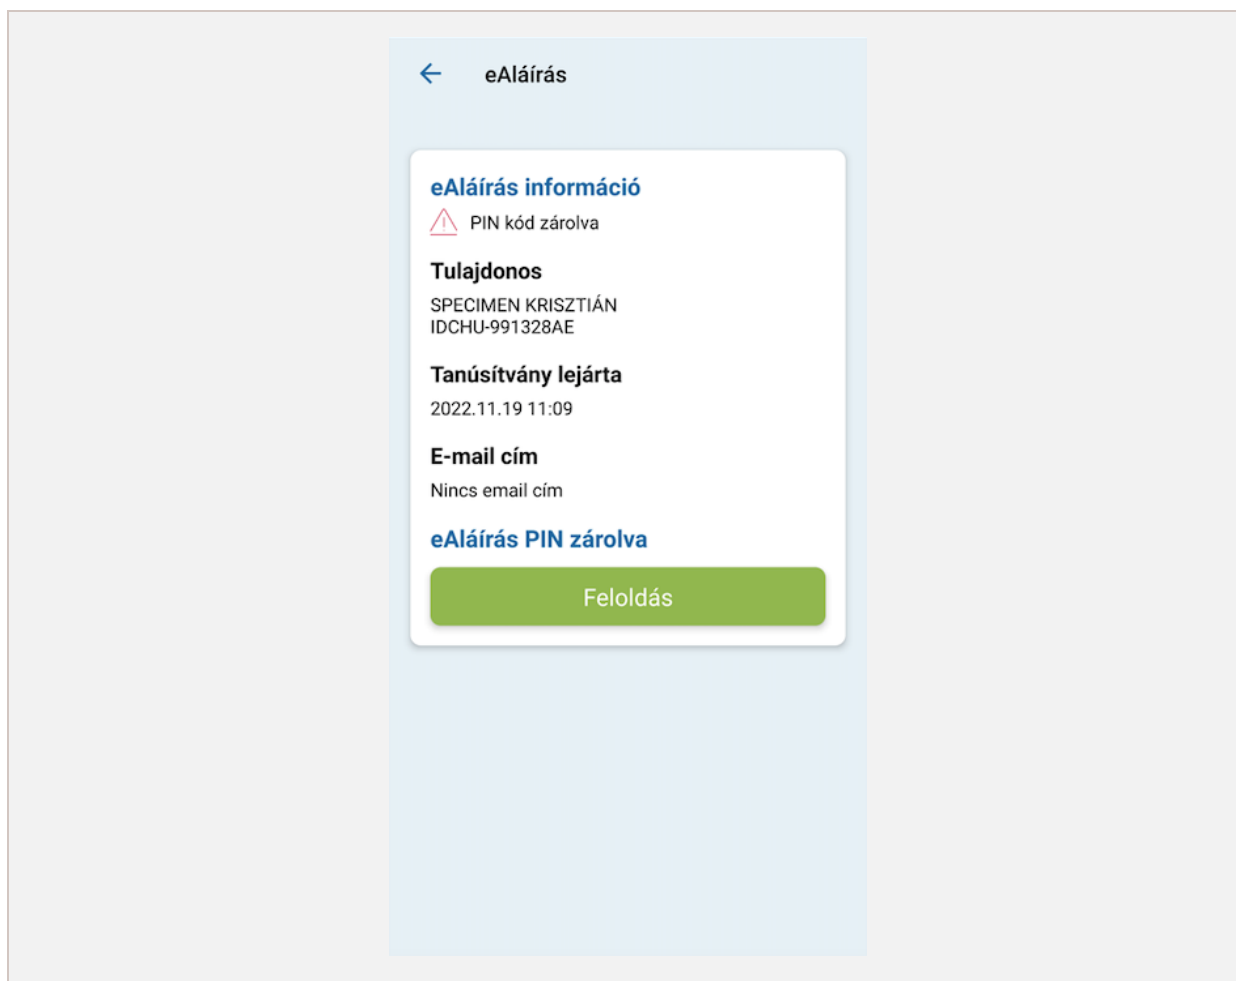 eAláírás
eAláírás információ
PIN kód zárolva
Tulajdonos
SPECIMEN KRISZTIÁN
IDCHU-991328AE
Tanúsítvány lejárta
2022.11.19 11:09
E-mail cím
Nincs email cím
eAláírás PIN zárolva
Feloldás